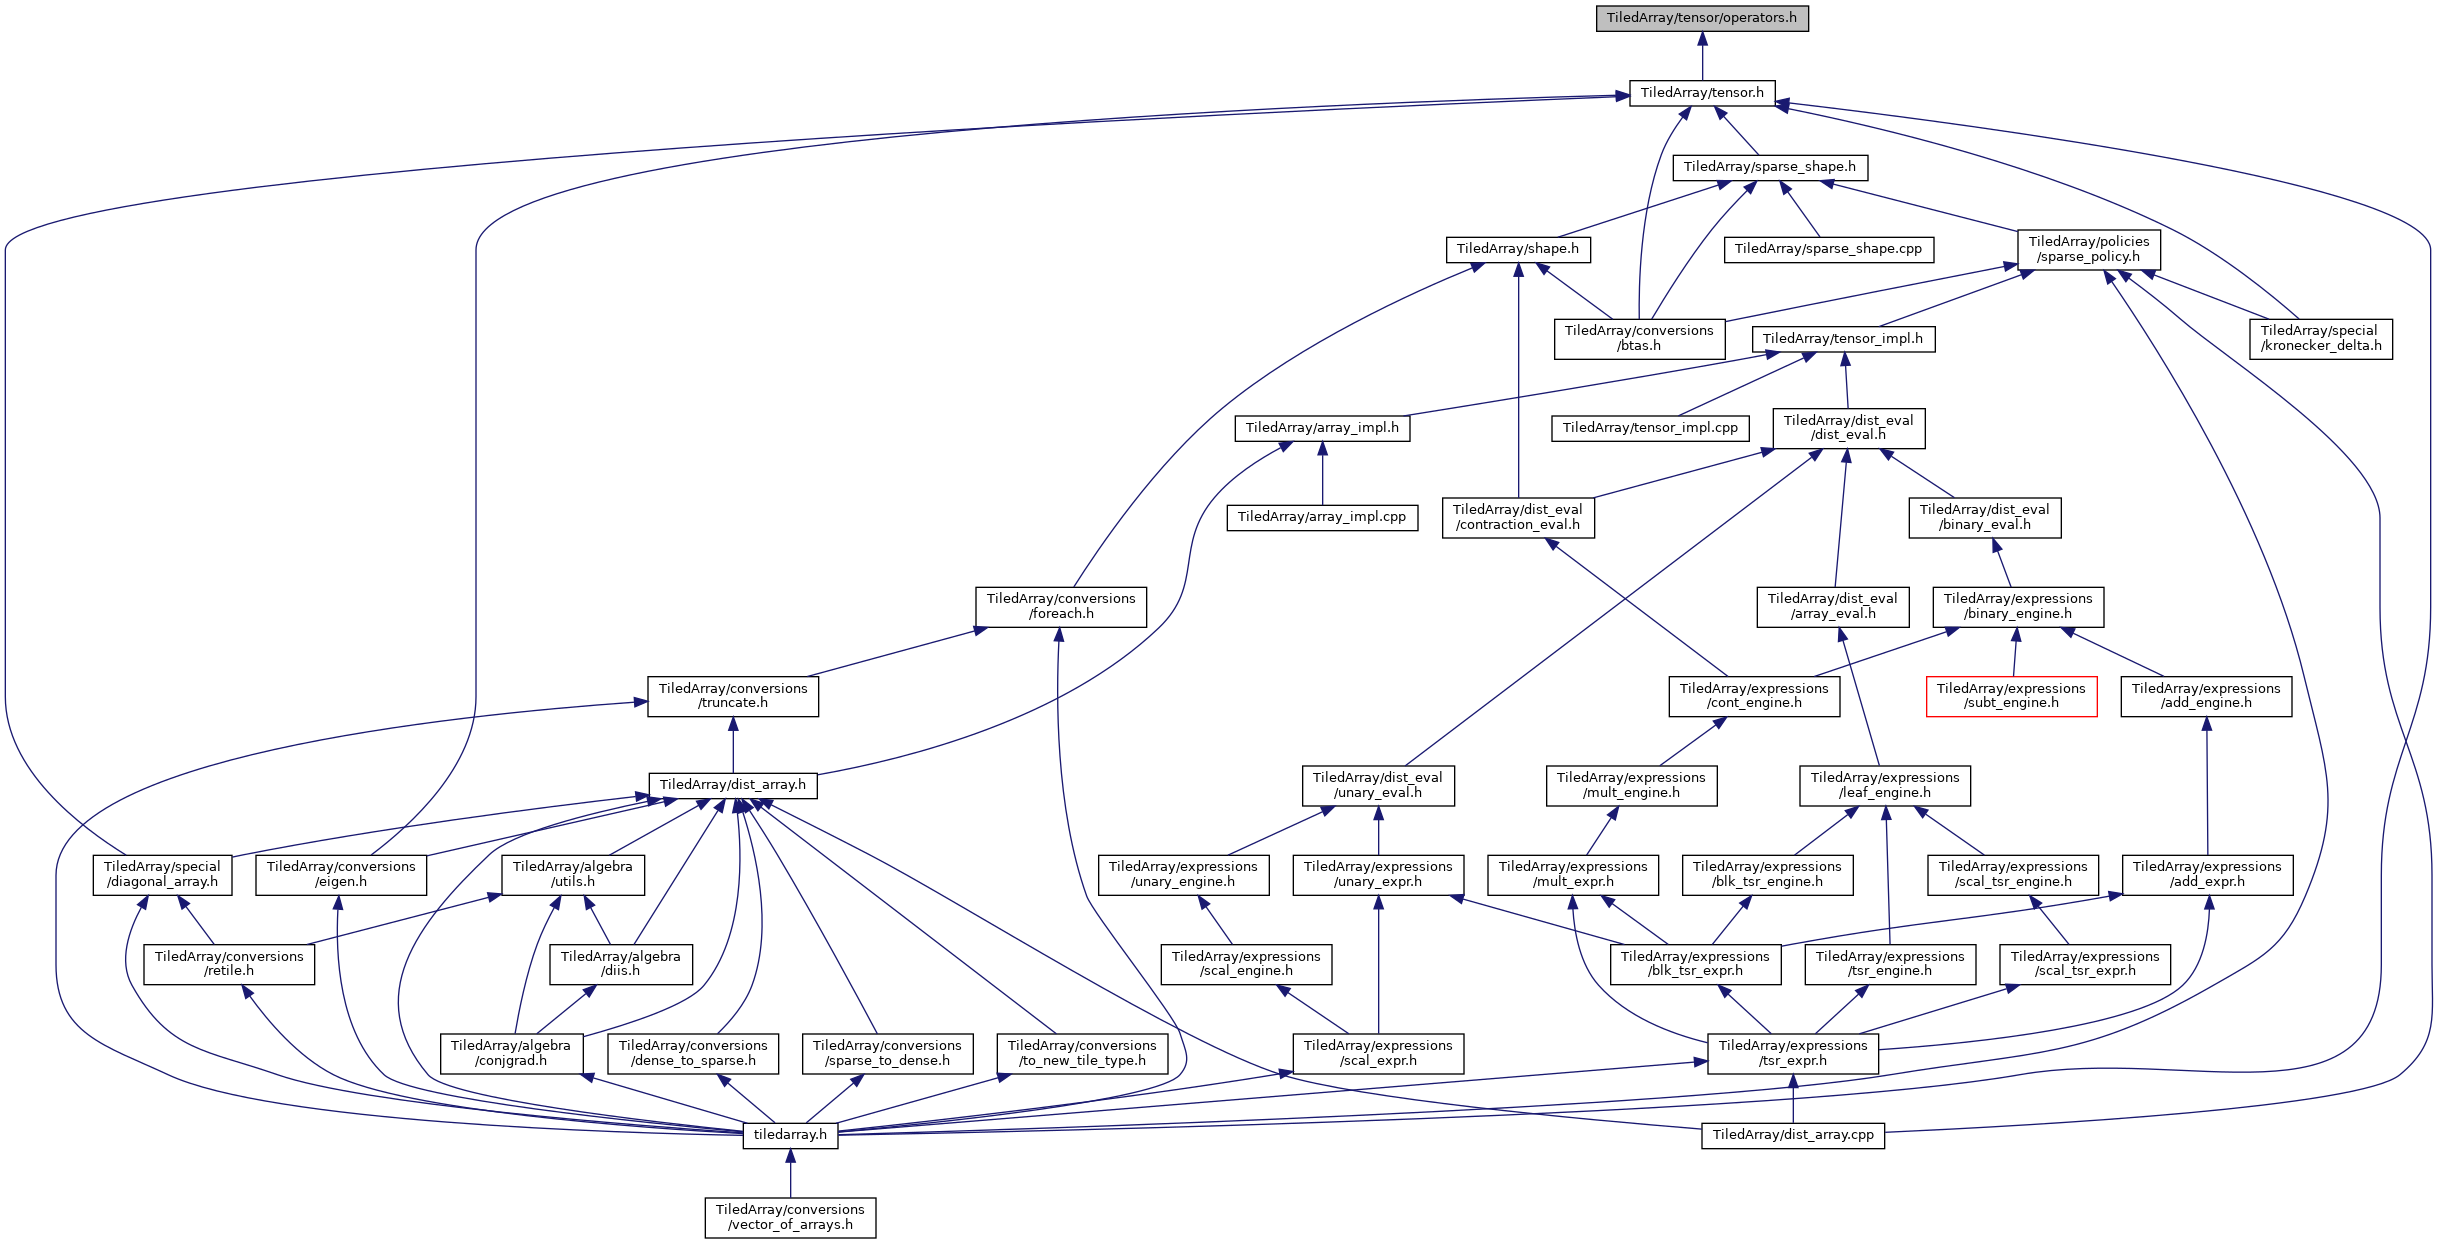 TiledArray/tensor/operators.h
TiledArray/tensor.h
TiledArray/sparse_shape.h
TiledArray/shape.h
TiledArray/sparse_shape.cpp
TiledArray/policies
/sparse_policy.h
TiledArray/conversions
/btas.h
TiledArray/tensor_impl.h
TiledArray/special
/kronecker_delta.h
TiledArray/array_impl.h
TiledArray/tensor_impl.cpp
TiledArray/dist_eval
/dist_eval.h
TiledArray/array_impl.cpp
TiledArray/dist_eval
/contraction_eval.h
TiledArray/dist_eval
/binary_eval.h
TiledArray/conversions
/foreach.h
TiledArray/dist_eval
/array_eval.h
TiledArray/expressions
/binary_engine.h
TiledArray/conversions
/truncate.h
TiledArray/expressions
/cont_engine.h
TiledArray/expressions
/subt_engine.h
TiledArray/expressions
/add_engine.h
TiledArray/dist_array.h
TiledArray/dist_eval
/unary_eval.h
TiledArray/expressions
/mult_engine.h
TiledArray/expressions
/leaf_engine.h
TiledArray/special
/diagonal_array.h
TiledArray/conversions
/eigen.h
TiledArray/algebra
/utils.h
TiledArray/expressions
/unary_engine.h
TiledArray/expressions
/unary_expr.h
TiledArray/expressions
/mult_expr.h
TiledArray/expressions
/blk_tsr_engine.h
TiledArray/expressions
/scal_tsr_engine.h
TiledArray/expressions
/add_expr.h
TiledArray/conversions
/retile.h
TiledArray/algebra
/diis.h
TiledArray/expressions
/scal_engine.h
TiledArray/expressions
/blk_tsr_expr.h
TiledArray/expressions
/tsr_engine.h
TiledArray/expressions
/scal_tsr_expr.h
TiledArray/algebra
/conjgrad.h
TiledArray/conversions
/dense_to_sparse.h
TiledArray/conversions
/sparse_to_dense.h
TiledArray/conversions
/to_new_tile_type.h
TiledArray/expressions
/scal_expr.h
TiledArray/expressions
/tsr_expr.h
tiledarray.h
TiledArray/dist_array.cpp
TiledArray/conversions
/vector_of_arrays.h